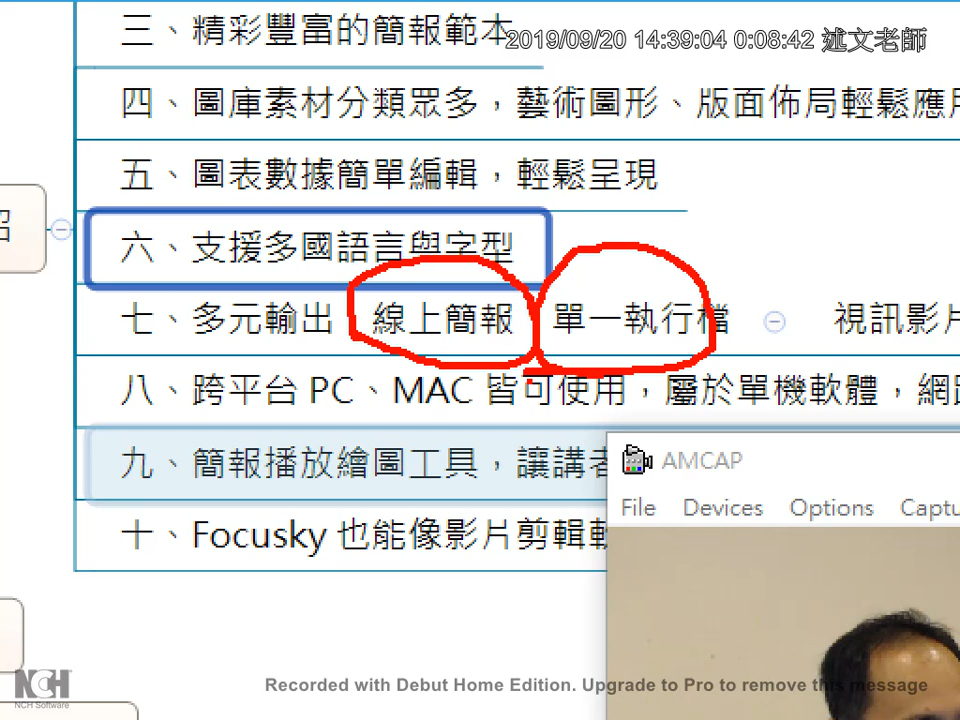 三、精彩豐富的簡報範本
2019/09/20 14:39:04 0:08:42 述文老師
四、圖庫素材分類眾多，藝術圖形、版面佈局輕鬆應用
五、圖表數據簡單編輯，輕鬆呈現
紹
六、支援多國語言與字型
七、多元輸出 線上簡報 單一執行檔 視訊影片
八、跨平台 PC、MAC 皆可使用，屬於單機軟體，網
九、簡報播放繪圖工具，讓講者
AMCAP
File Devices Options Captu
十、Focusky 也能像影片剪輯軟
NCH
NCH Software
Recorded with Debut Home Edition. Upgrade to Pro to remove this message